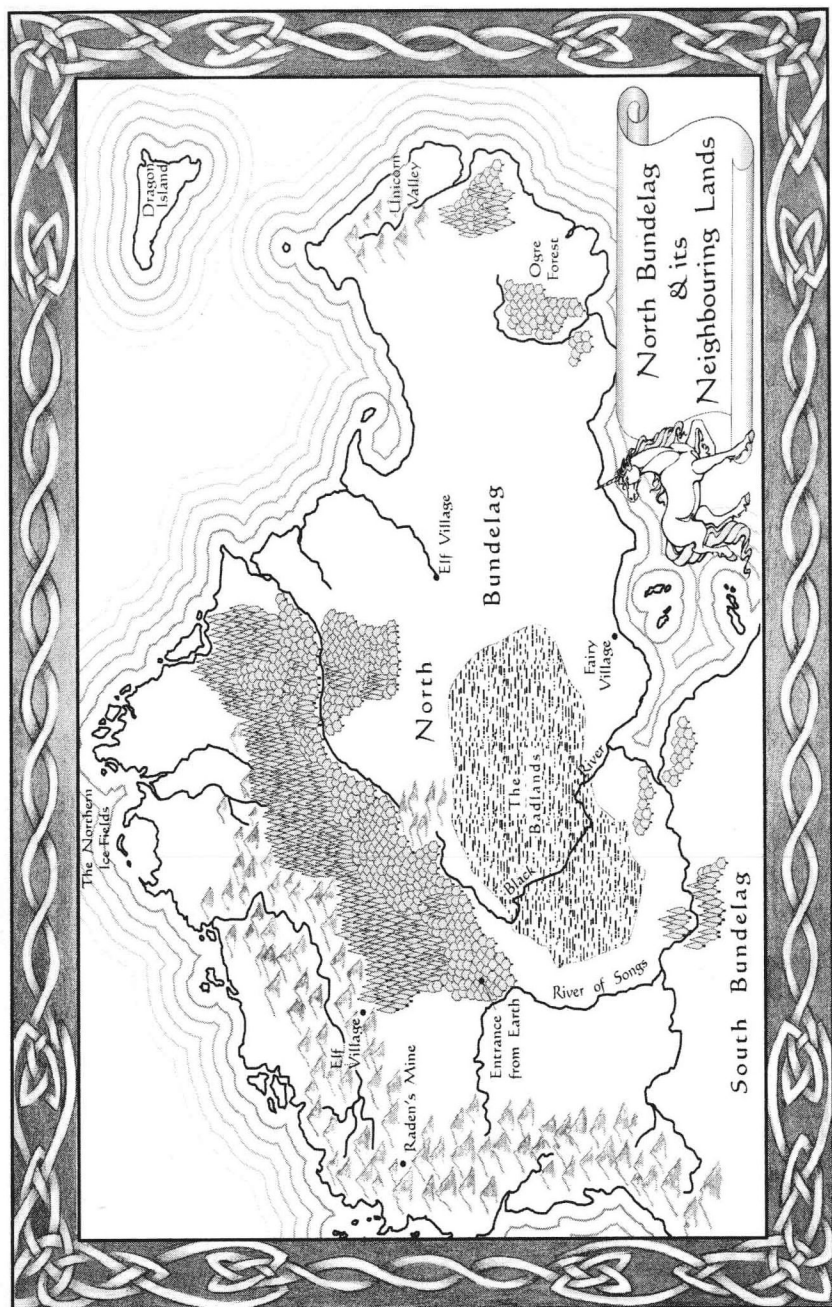 The Northern
Ice Fields
Dragon
Island
Unicorn
Valley
Elf
Village
Raden's Mine
Elf Village
North
Bundelag
Ogre
Forest
Entrance
from Earth
The
Badlands
Black
River
Fairy
Village
River of Songs
South Bundelag
North Bundelag
& its
Neighbouring Lands